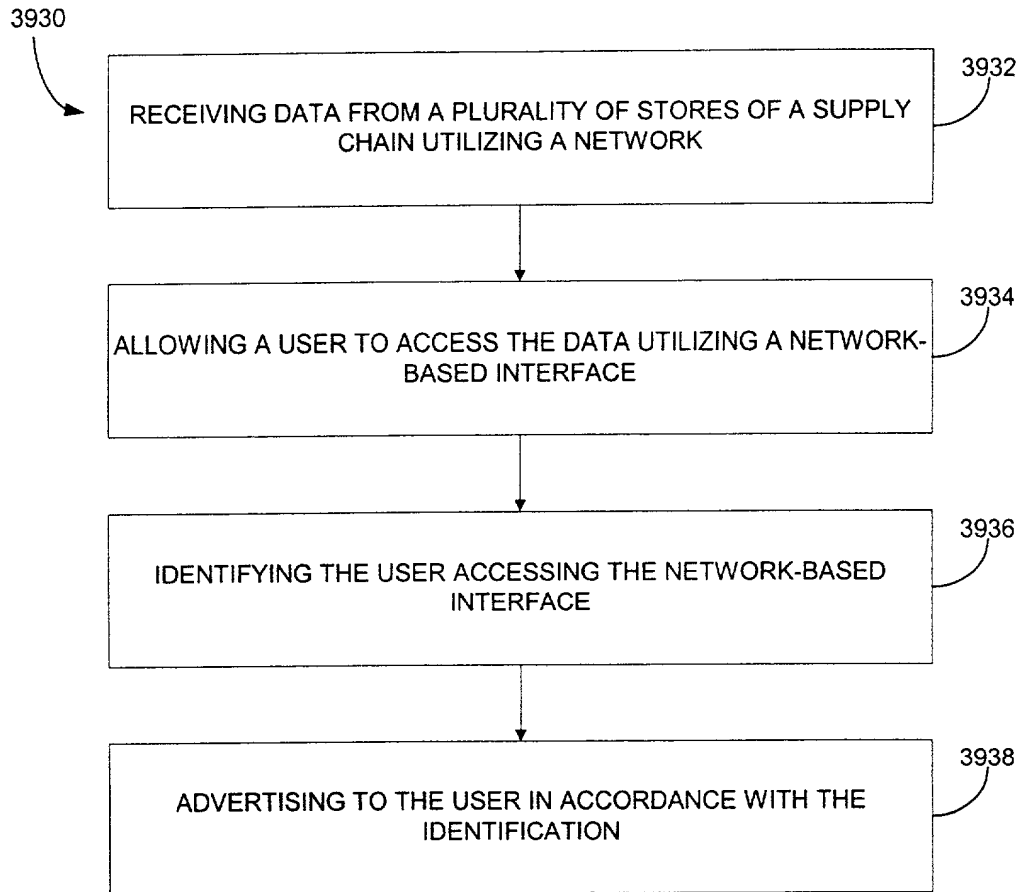 3930
3932
RECEIVING DATA FROM A PLURALITY OF STORES OF A SUPPLY
CHAIN UTILIZING A NETWORK
3934
ALLOWING A USER TO ACCESS THE DATA UTILIZING A NETWORK-
BASED INTERFACE
3936
IDENTIFYING THE USER ACCESSING THE NETWORK-BASED
INTERFACE
3938
ADVERTISING TO THE USER IN ACCORDANCE WITH THE
IDENTIFICATION